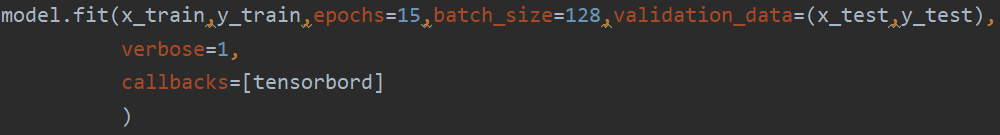 model.fit(x_train,y_train,epochs=15,batch_size=128,validation_data=(x_test,y_test),
verbose=1,
callbacks=[tensorbord]
)